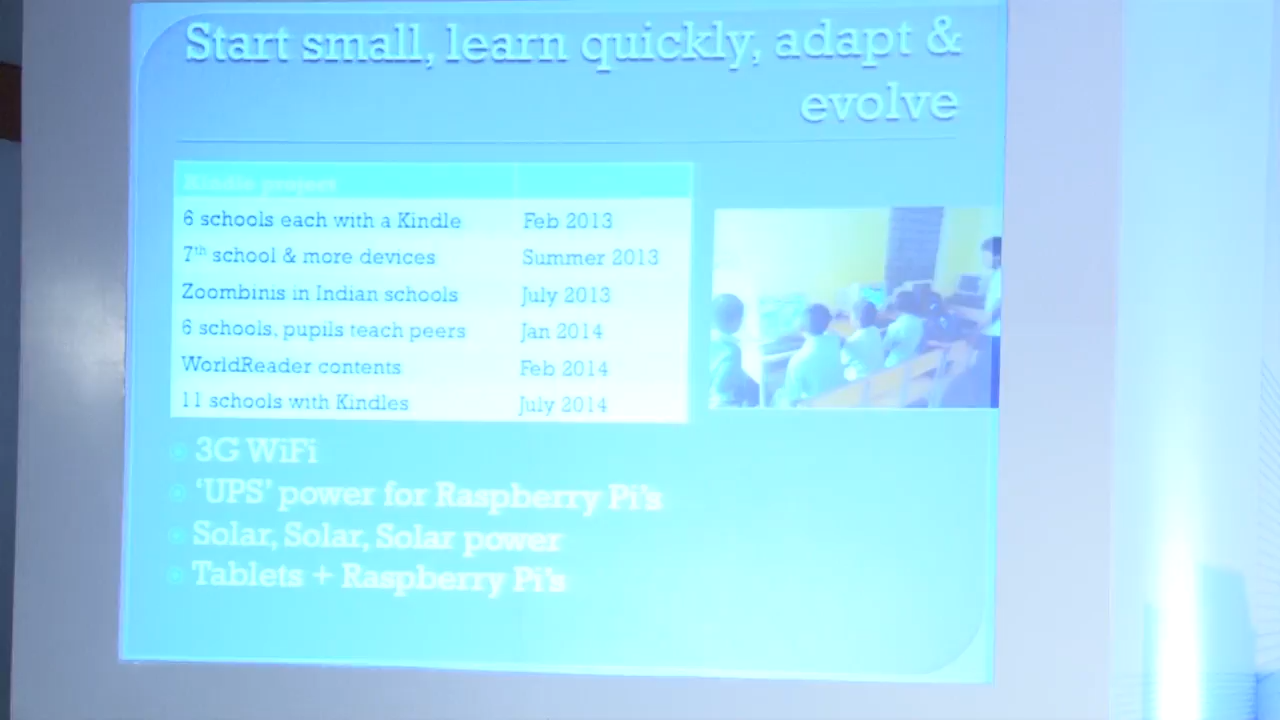 Start small, learn quickly, adapt &
evolve
Kindle project
6 schools each with a Kindle Feb 2013
7th school & more devices Summer 2013
Zoombinis in Indian schools July 2013
6 schools, pupils teach peers Jan 2014
WorldReader contents Feb 2014
11 schools with Kindles July 2014
3G WiFi
‘UPS’ power for Raspberry Pi’s
Solar, Solar, Solar power
Tablets + Raspberry Pi’s